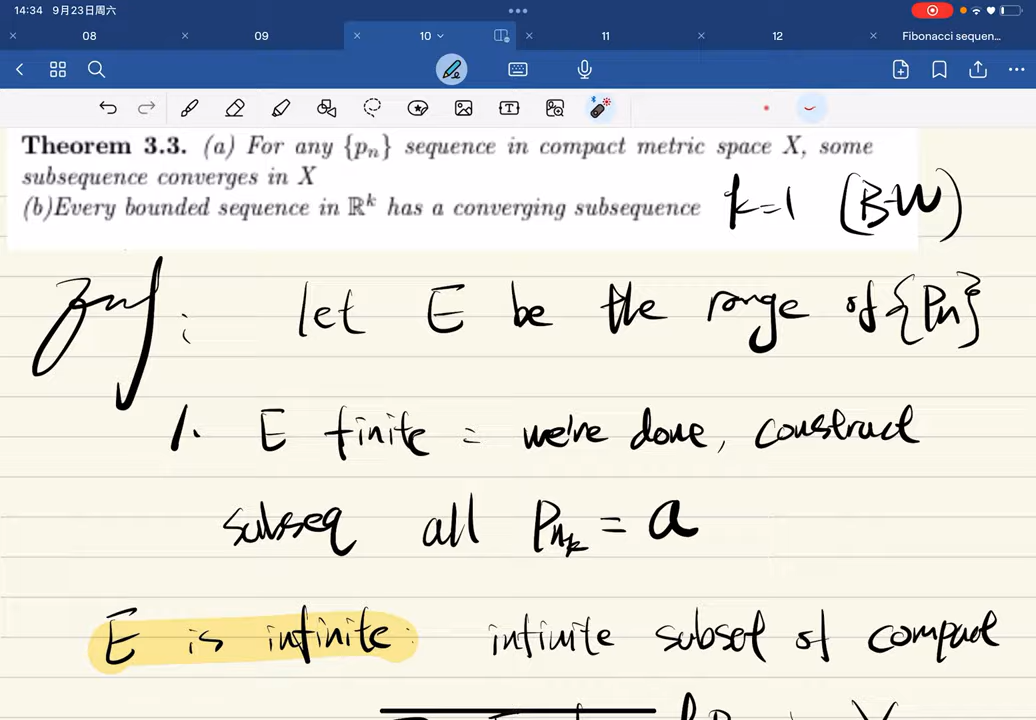 14:34 9月23日周六
08 09 10 11 12 Fibonacci sequen...
Theorem 3.3. (a) For any {pₙ} sequence in compact metric space X, some
subsequence converges in X
(b)Every bounded sequence in ℝᵏ has a converging subsequence k=1 (B-W)
let E be the range of {Pn}
1. E finite = we're done, construct
subseq all Pnₖ = a
E is infinite: infinite subset of compact